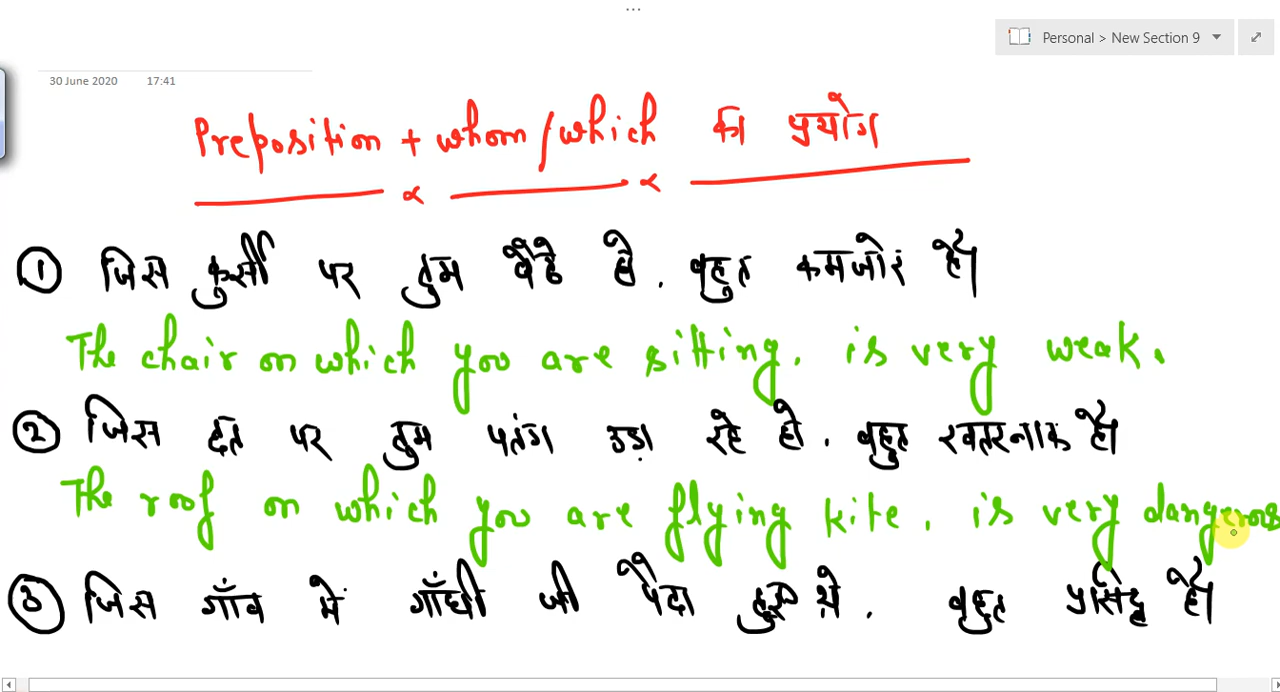 ...
Personal > New Section 9
30 June 2020 17:41
Preposition + whom/which का प्रयोग
① जिस कुर्सी पर तुम बैठे हो, बहुत कमजोर है।
The chair on which you are sitting, is very weak.
② जिस छत पर तुम पतंग उड़ा रहे हो, बहुत खतरनाक है।
The roof on which you are flying kite, is very dangerous
③ जिस गाँव में गाँधी जी पैदा हुए थे, बहुत प्रसिद्ध है।